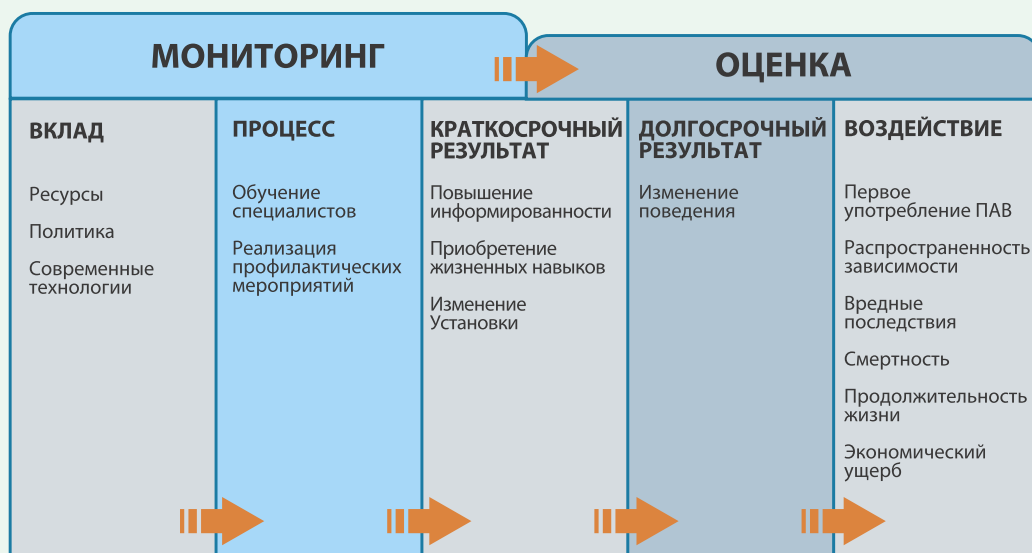 МОНИТОРИНГ
ОЦЕНКА
ВКЛАД
Ресурсы
Политика
Современные
технологии
ПРОЦЕСС
Обучение
специалистов
Реализация
профилактических
мероприятий
КРАТКОСРОЧНЫЙ
РЕЗУЛЬТАТ
Повышение
информированности
Приобретение
жизненных навыков
Изменение
Установки
ДОЛГОСРОЧНЫЙ
РЕЗУЛЬТАТ
Изменение
поведения
ВОЗДЕЙСТВИЕ
Первое
употребление ПАВ
Распространенность
зависимости
Вредные
последствия
Смертность
Продолжительность
жизни
Экономический
ущерб